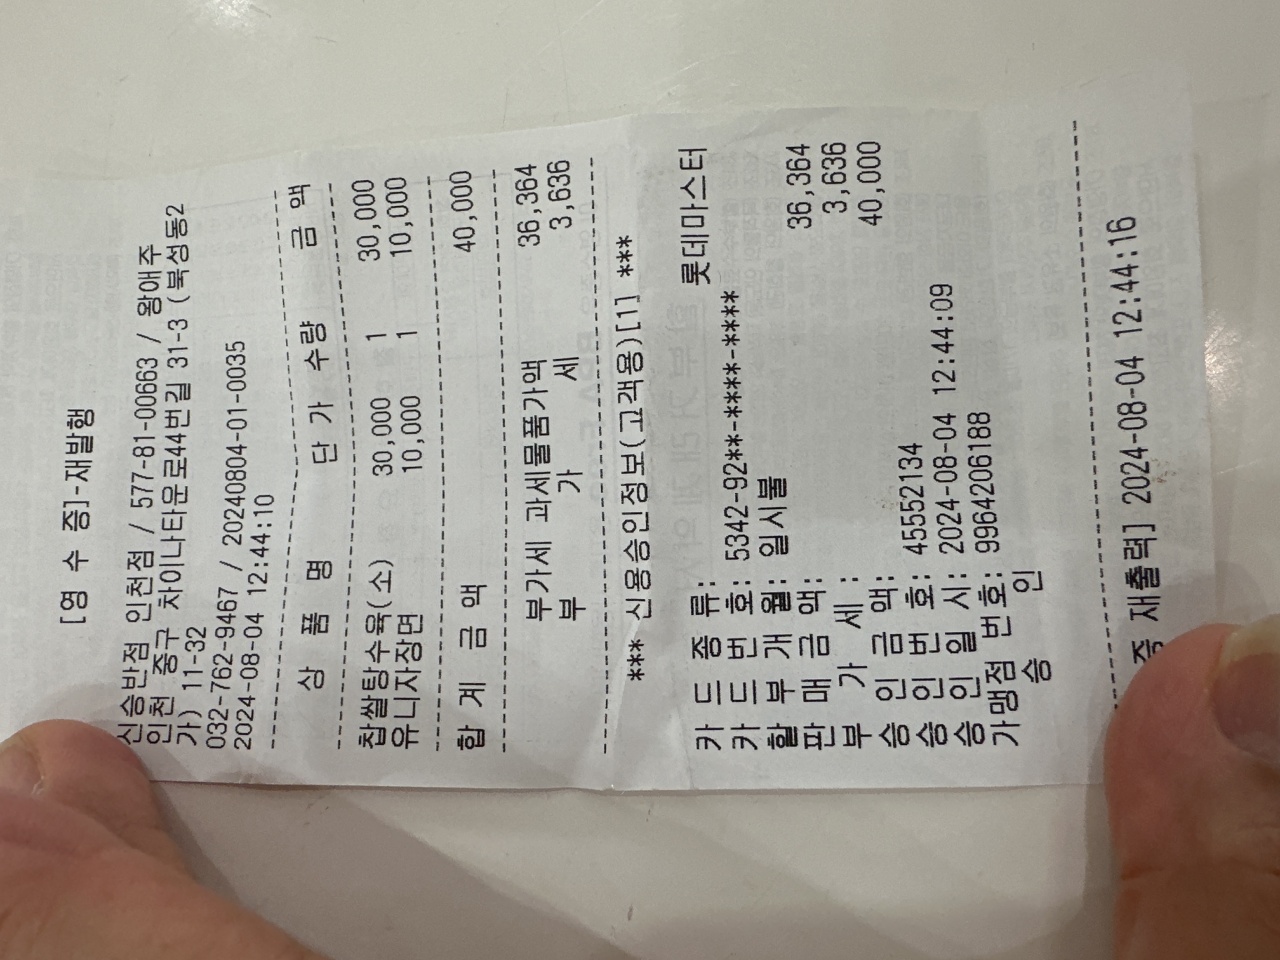 [영 수 증]-재발행
신승반점 인천점 / 577-81-00663 / 왕애주
인천 중구 차이나타운로44번길 31-3 (북성동2
가) 11-32
032-762-9467 / 20240804-01-0035
2024-08-04 12:44:10
상 품 명 단 가 수량 금 액
찹쌀탕수육(소) 30,000 1 30,000
유니자장면 10,000 1 10,000
합 계 금 액 40,000
부가세 과세물품가액 36,364
부 가 세 3,636
*** 신용승인정보(고객용)[1] ***
카 드 종 류: 롯데마스터
카 드 번 호: 5342-92**-****-****
할 부 개 월: 일시불
판 매 금 액: 36,364
부 가 세: 3,636
승 인 금 액: 40,000
승 인 번 호: 45552134
승 인 일 시: 2024-08-04 12:44:09
가맹점 번호: 9964206188
승 인
증 재출력] 2024-08-04 12:44:16